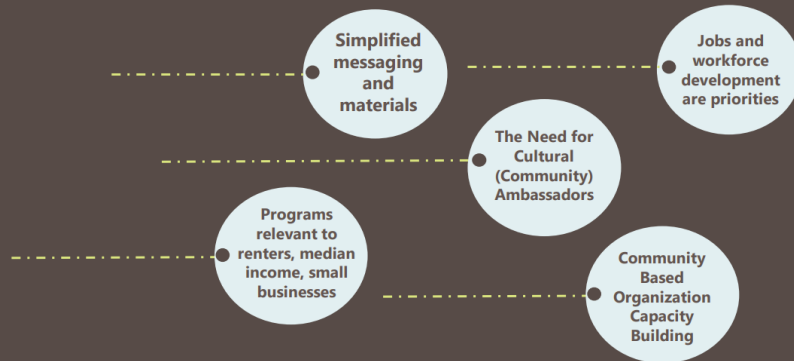 Simplified
messaging
and
materials
Jobs and
workforce
development
are priorities
The Need for
Cultural
(Community)
Ambassadors
Programs
relevant to
renters, median
income, small
businesses
Community
Based
Organization
Capacity
Building